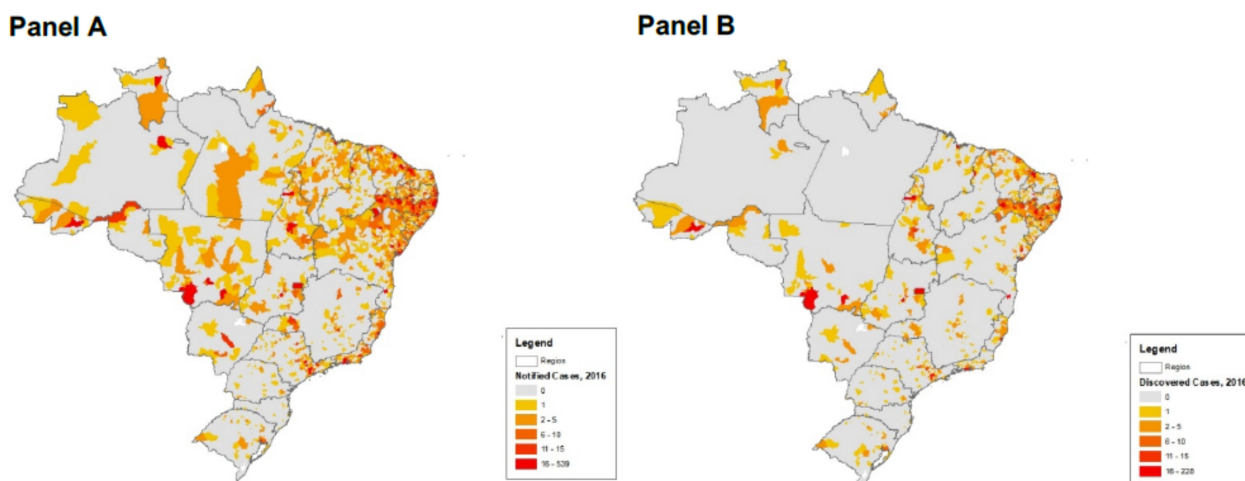 Panel A
Panel B
Legend
Region
Notified Cases, 2016
0
1
2 - 5
6 - 10
11 - 15
16 - 539
Legend
Region
Discovered Cases, 2016
0
1
2 - 5
6 - 10
11 - 15
16 - 228